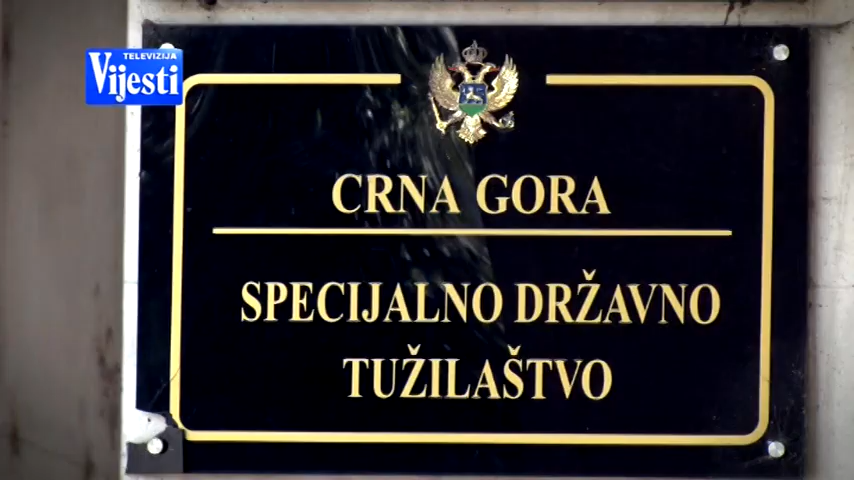 TELEVIZIJA
Vijesti
CRNA GORA
SPECIJALNO DRŽAVNO
TUŽILAŠTVO